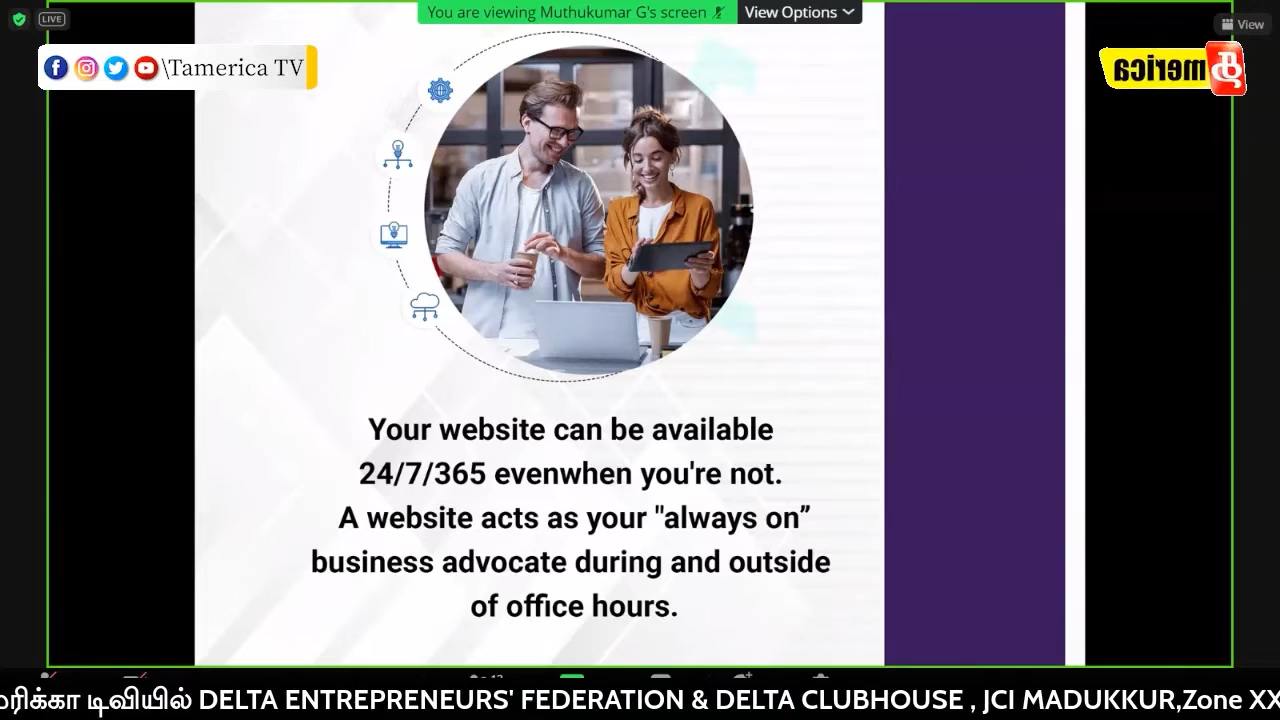 LIVE
You are viewing Muthukumar G's screen
View Options
View
\Tamerica TV
Your website can be available
24/7/365 evenwhen you're not.
A website acts as your "always on”
business advocate during and outside
of office hours.
மரிக்கா டிவியில் DELTA ENTREPRENEURS' FEDERATION & DELTA CLUBHOUSE , JCI MADUKKUR,Zone XX